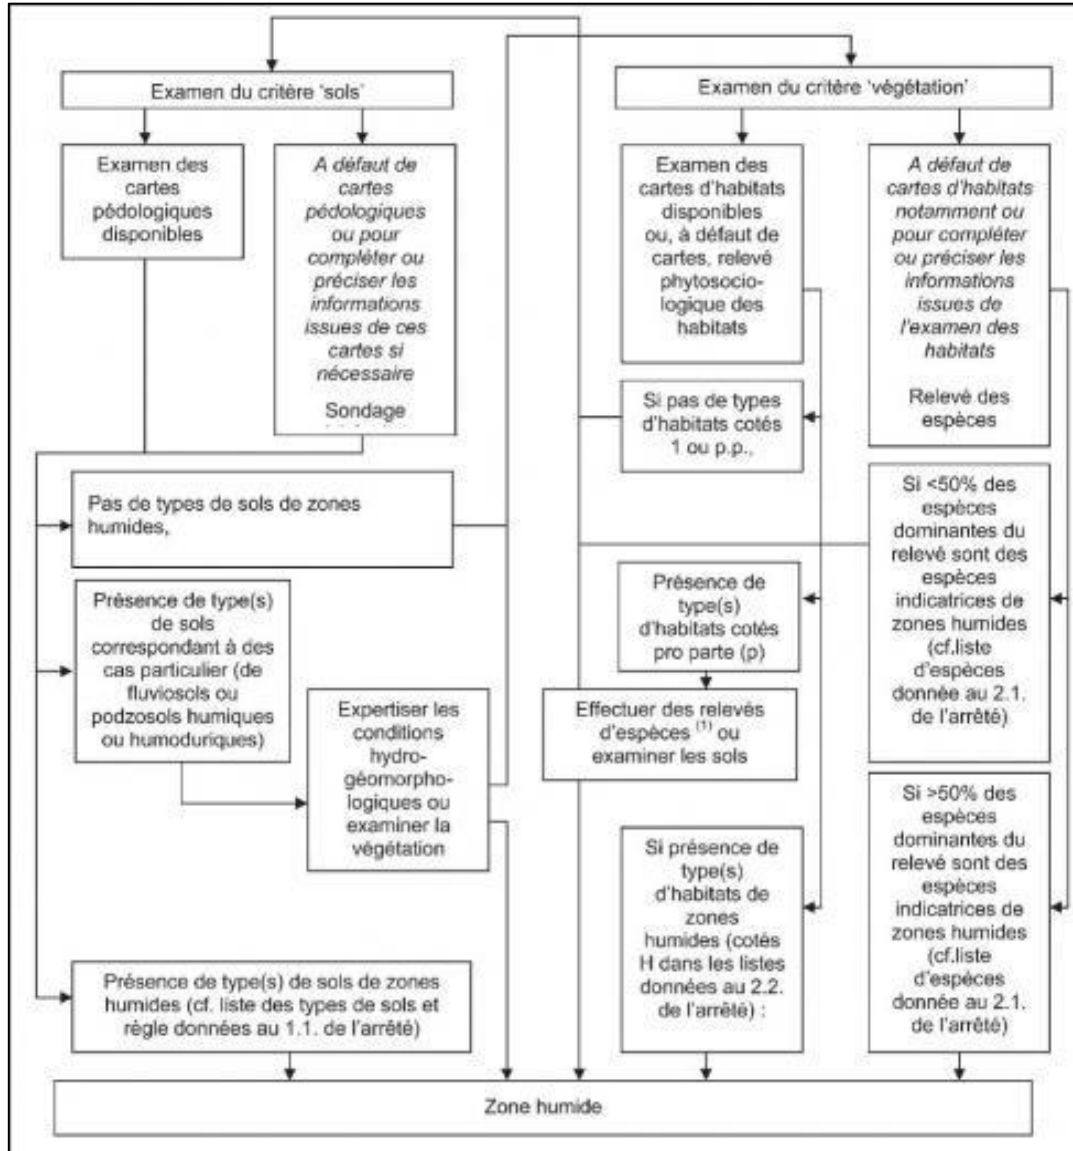 Examen du critère ‘sols’
Examen du critère ‘végétation’
Examen des
cartes
pédologiques
disponibles
A défaut de
cartes
pédologiques
ou pour
compléter ou
préciser les
informations
issues de ces
cartes si
nécessaire
Sondage
Examen des
cartes d’habitats
disponibles
ou, à défaut de
cartes, relevé
phytosocio-
logique des
habitats
A défaut de
cartes d’habitats
notamment ou
pour compléter
ou préciser les
informations
issues de
l’examen des
habitats
Relevé des
espèces
Si pas de types
d’habitats cotés
1 ou p.p.,
Pas de types de sols de zones
humides,
Si <50% des
espèces
dominantes du
relevé sont des
espèces
indicatrices de
zones humides
(cf.liste
d’espèces
donnée au 2.1.
de l’arrêté)
Présence de type(s)
de sols
correspondant à des
cas particulier (de
fluviosols ou
podzosols humiques
ou humoduriques)
Présence de
type(s)
d’habitats cotés
pro parte (p)
Expertiser les
conditions
hydro-
géomorpho-
logiques ou
examiner la
végétation
Effectuer des relevés
d’espèces (1) ou
examiner les sols
Si présence de
type(s)
d’habitats de
zones
humides (cotés
H dans les listes
données au 2.2.
de l’arrêté) :
Si >50% des
espèces
dominantes du
relevé sont des
espèces
indicatrices de
zones humides
(cf.liste
d’espèces
donnée au 2.1.
de l’arrêté)
Présence de type(s) de sols de zones
humides (cf. liste des types de sols et
règle données au 1.1. de l’arrêté)
Zone humide